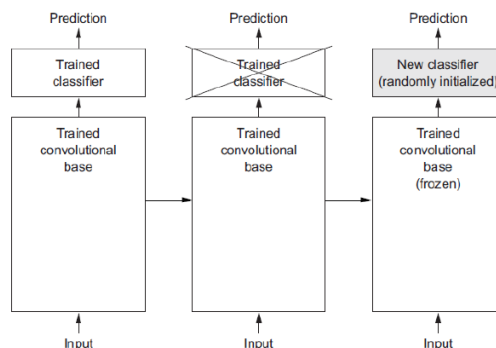 Prediction
Trained
classifier
Trained
convolutional
base
Input
Prediction
Trained
classifier
Trained
convolutional
base
Input
Prediction
New classifier
(randomly initialized)
Trained
convolutional
base
(frozen)
Input